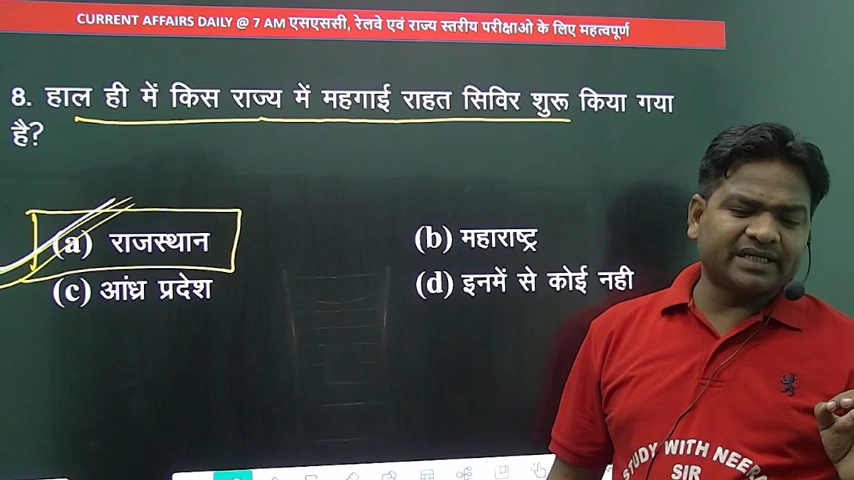 CURRENT AFFAIRS DAILY @ 7 AM एसएससी, रेलवे एवं राज्य स्तरीय परीक्षाओ के लिए महत्वपूर्ण
8. हाल ही में किस राज्य में महगाई राहत सिविर शुरू किया गया
है?
(a) राजस्थान
(b) महाराष्ट्र
(c) आंध्र प्रदेश
(d) इनमें से कोई नही
STUDY WITH
SIR